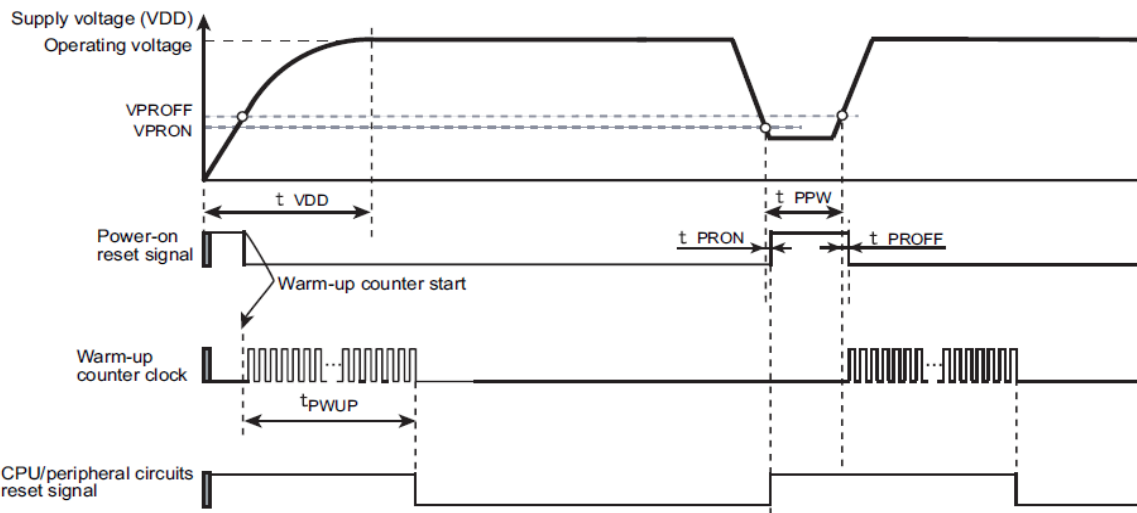 Supply voltage (VDD)
Operating voltage
VPROFF
VPRON
t VDD
t PPW
Power-on
reset signal
t PRON
t PROFF
Warm-up counter start
Warm-up
counter clock
...
...
tPWUP
CPU/peripheral circuits
reset signal